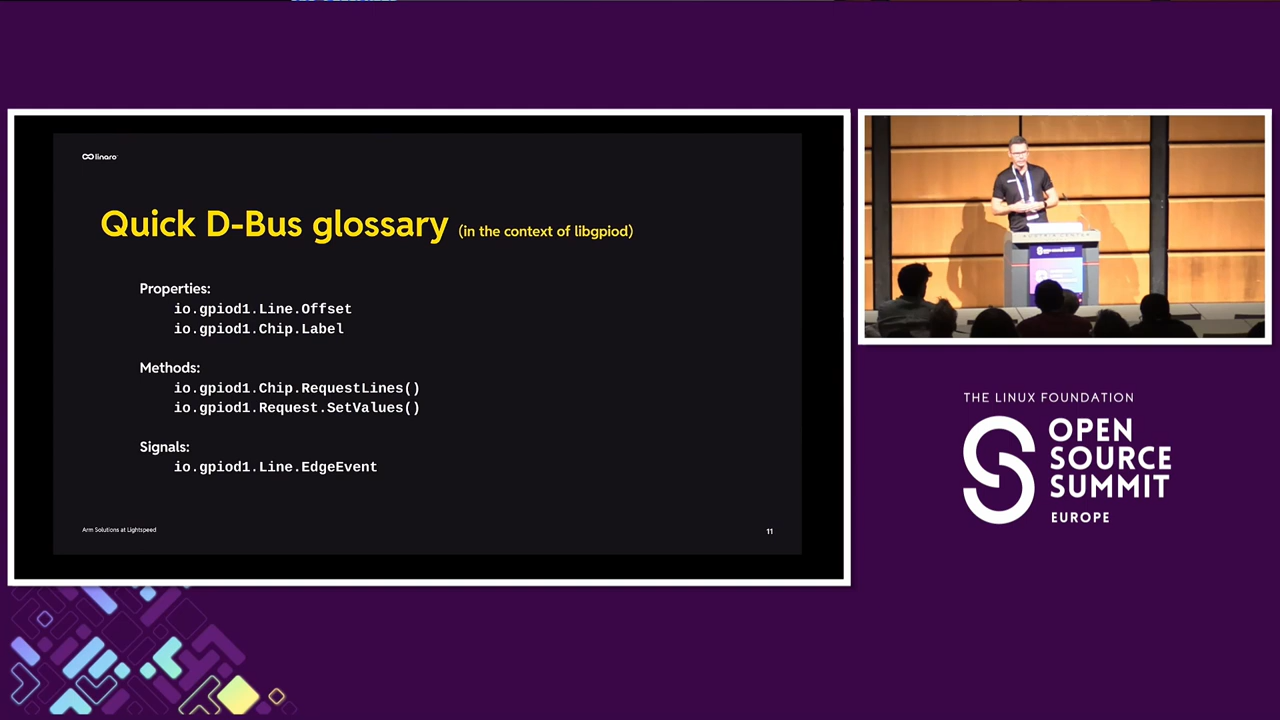 linaro
Quick D-Bus glossary (in the context of libgpiod)
Properties:
io.gpiod1.Line.Offset
io.gpiod1.Chip.Label
Methods:
io.gpiod1.Chip.RequestLines()
io.gpiod1.Request.SetValues()
Signals:
io.gpiod1.Line.EdgeEvent
Arm Solutions at Lightspeed
11
THE LINUX FOUNDATION
OPEN
SOURCE
SUMMIT
EUROPE